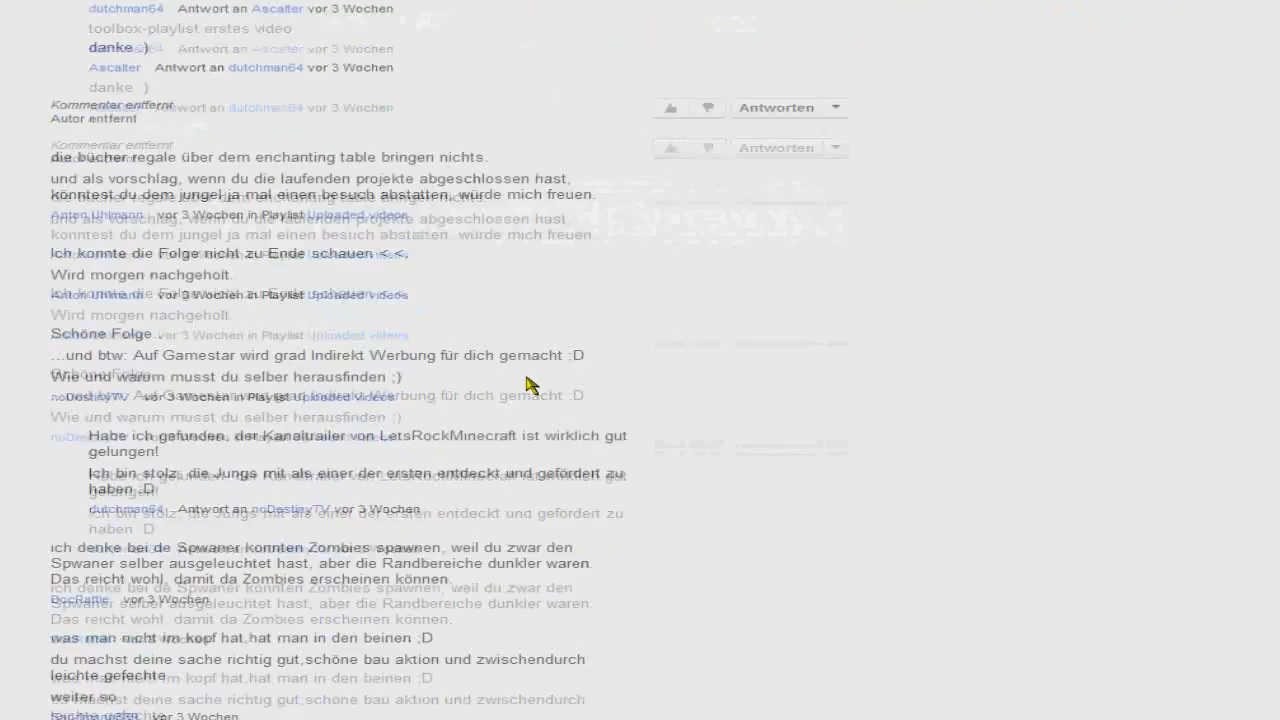 dutchman64 Antwort an Ascalter vor 3 Wochen
toolbox-playlist erstes video
danke :)
Ascalter Antwort an dutchman64 vor 3 Wochen
Kommentar entfernt
Autor entfernt
Antworten
die bücher regale über dem enchanting table bringen nichts.
und als vorschlag, wenn du die laufenden projekte abgeschlossen hast,
könntest du dem jungel ja mal einen besuch abstatten, würde mich freuen.
Anton Uhlmann vor 3 Wochen in Playlist Uploaded videos
Ich konnte die Folge nicht zu Ende schauen <.<,
Wird morgen nachgeholt.
Anton Uhlmann vor 3 Wochen in Playlist Uploaded videos
Schöne Folge...
...und btw: Auf Gamestar wird grad Indirekt Werbung für dich gemacht :D
Wie und warum musst du selber herausfinden ;)
noDestinyTV vor 3 Wochen in Playlist Uploaded videos
Habe ich gefunden, der Kanaltrailer von LetsRockMinecraft ist wirklich gut
gelungen!
Ich bin stolz, die Jungs mit als einer der ersten entdeckt und gefördert zu
haben :D
dutchman64 Antwort an noDestinyTV vor 3 Wochen
ich denke bei de Spwaner konnten Zombies spawnen, weil du zwar den
Spwaner selber ausgeleuchtet hast, aber die Randbereiche dunkler waren.
Das reicht wohl, damit da Zombies erscheinen können.
DocRattie vor 3 Wochen
was man nicht im kopf hat,hat man in den beinen ;D
du machst deine sache richtig gut,schöne bau aktion und zwischendurch
leichte gefechte
weiter so
vor 3 Wochen